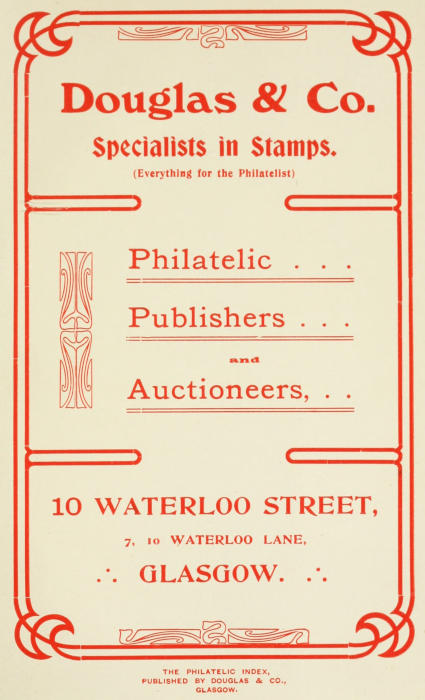 Douglas & Co.
Specialists in Stamps.
(Everything for the Philatelist)
Philatelic . . .
Publishers . . .
and
Auctioneers, . .
10 WATERLOO STREET,
7, 10 WATERLOO LANE,
∴ GLASGOW. ∴
THE PHILATELIC INDEX,
PUBLISHED BY DOUGLAS & CO.,
GLASGOW.